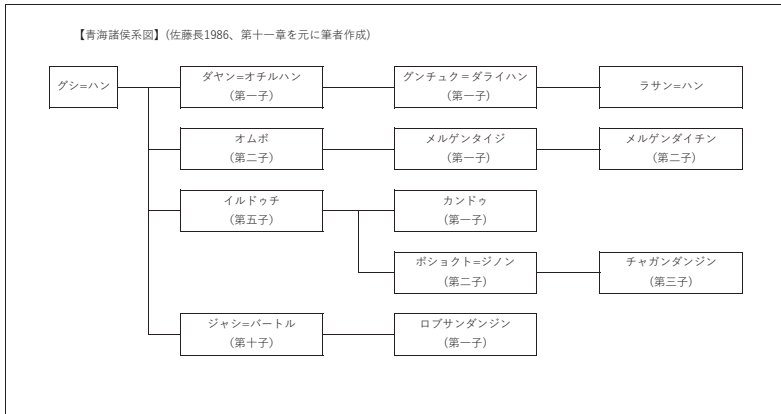 【青海諸侯系図】(佐藤長1986、第十一章を元に筆者作成)
グシ=ハン
ダヤン=オチルハン
(第一子)
グンチュク=ダライハン
(第一子)
ラサン=ハン
オムボ
(第二子)
メルゲンタイジ
(第一子)
メルゲンダイチン
(第二子)
イルドゥチ
(第五子)
カンドゥ
(第一子)
ボショクト=ジノン
(第二子)
チャガンダンジン
(第三子)
ジャシ=バートル
(第十子)
ロブサンダンジン
(第一子)